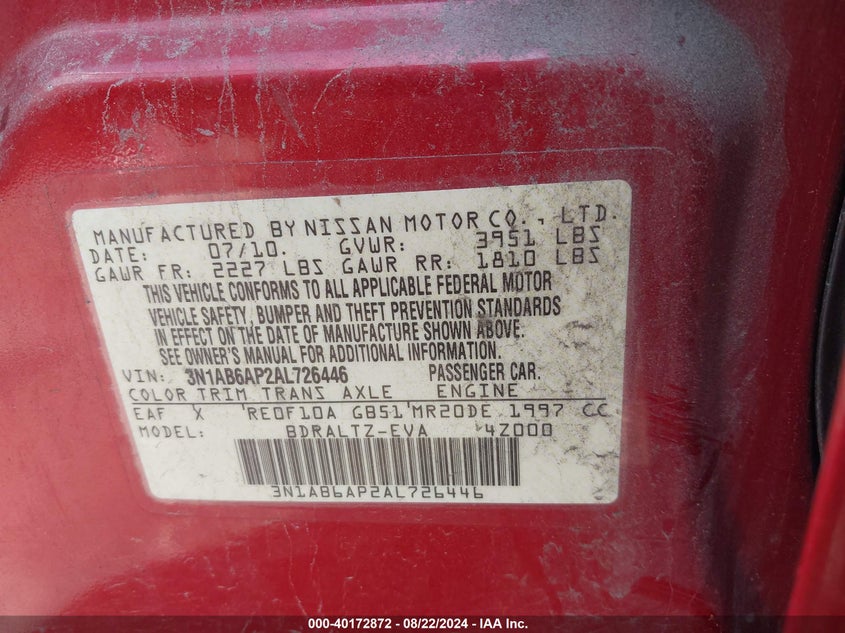 MANUFACTURED BY NISSAN MOTOR CO., LTD.
DATE: 07/10. GVWR: 3951 LBS
GAWR FR: 2227 LBS GAWR RR: 1810 LBS
THIS VEHICLE CONFORMS TO ALL APPLICABLE FEDERAL MOTOR
VEHICLE SAFETY, BUMPER AND THEFT PREVENTION STANDARDS
IN EFFECT ON THE DATE OF MANUFACTURE SHOWN ABOVE.
SEE OWNER'S MANUAL FOR ADDITIONAL INFORMATION.
VIN: 3N1AB6AP2AL726446 PASSENGER CAR.
COLOR TRIM TRANS AXLE ENGINE
EAF X 'RE0F10A GB51'MR20DE 1997 CC
MODEL: BDRALTZ-EVA '4Z000
3N1AB6AP2AL726446
000-40172872 - 08/22/2024 - IAA Inc.